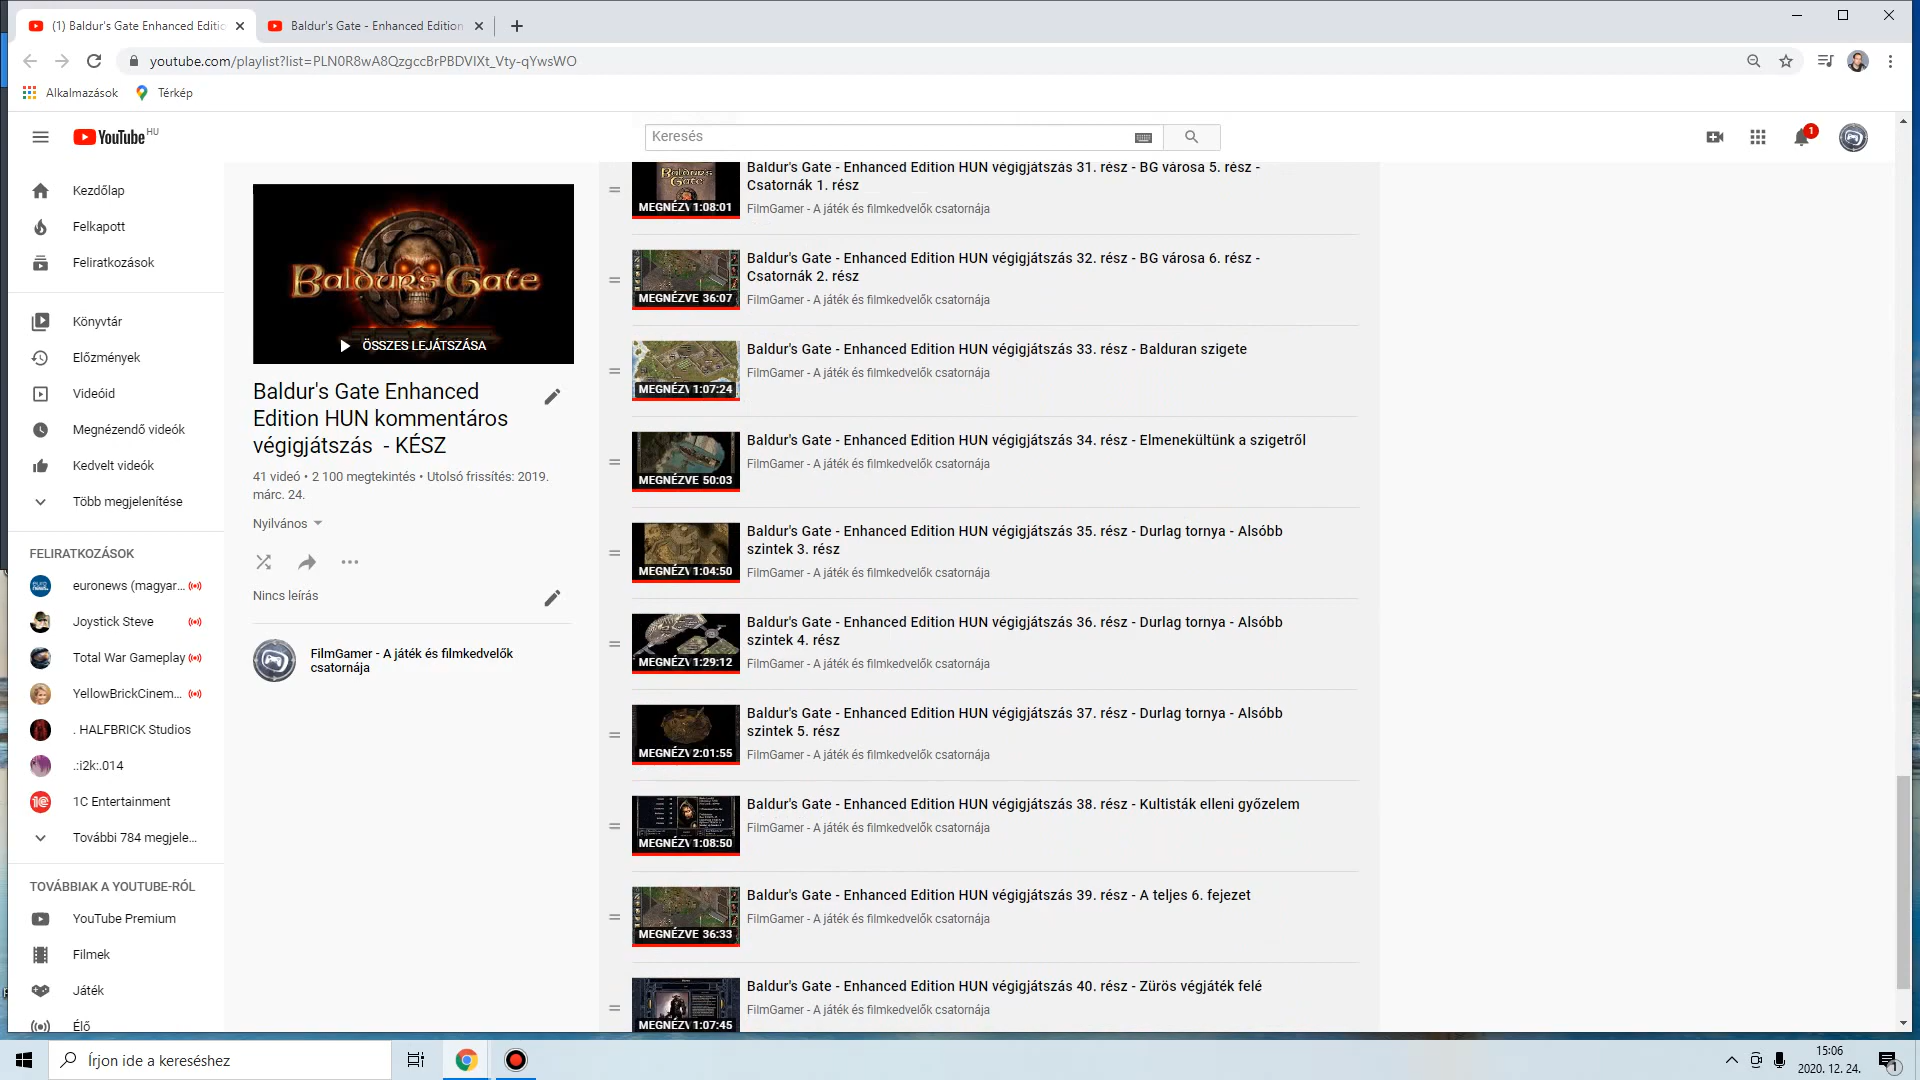 (1) Baldur's Gate Enhanced Editio
Baldur's Gate - Enhanced Edition
youtube.com/playlist?list=PLN0R8wA8QzgccBrPBDVIXt_Vty-qYwsWO
Alkalmazások
Térkép
YouTube HU
Keresés
1
Kezdőlap
Felkapott
Feliratkozások
Könyvtár
Előzmények
Videóid
Megnézendő videók
Kedvelt videók
Több megjelenítése
FELIRATKOZÁSOK
euronews (magyar...
Joystick Steve
Total War Gameplay
YellowBrickCinem...
. HALFBRICK Studios
.:i2k:.014
1C Entertainment
További 784 megjele...
TOVÁBBIAK A YOUTUBE-RÓL
YouTube Premium
Filmek
Játék
Élő
Baldur's Gate
ÖSSZES LEJÁTSZÁSA
Baldur's Gate Enhanced
Edition HUN kommentáros
végigjátszás - KÉSZ
41 videó • 2 100 megtekintés • Utolsó frissítés: 2019.
márc. 24.
Nyilvános
Nincs leírás
FilmGamer - A játék és filmkedvelők
csatornája
Baldur's Gate
MEGNÉZV 1:08:01
Baldur's Gate - Enhanced Edition HUN végigjátszás 31. rész - BG városa 5. rész -
Csatornák 1. rész
FilmGamer - A játék és filmkedvelők csatornája
MEGNÉZVE 36:07
Baldur's Gate - Enhanced Edition HUN végigjátszás 32. rész - BG városa 6. rész -
Csatornák 2. rész
FilmGamer - A játék és filmkedvelők csatornája
MEGNÉZV 1:07:24
Baldur's Gate - Enhanced Edition HUN végigjátszás 33. rész - Balduran szigete
FilmGamer - A játék és filmkedvelők csatornája
MEGNÉZVE 50:03
Baldur's Gate - Enhanced Edition HUN végigjátszás 34. rész - Elmenekültünk a szigetről
FilmGamer - A játék és filmkedvelők csatornája
MEGNÉZV 1:04:50
Baldur's Gate - Enhanced Edition HUN végigjátszás 35. rész - Durlag tornya - Alsóbb
szintek 3. rész
FilmGamer - A játék és filmkedvelők csatornája
MEGNÉZV 1:29:12
Baldur's Gate - Enhanced Edition HUN végigjátszás 36. rész - Durlag tornya - Alsóbb
szintek 4. rész
FilmGamer - A játék és filmkedvelők csatornája
MEGNÉZV 2:01:55
Baldur's Gate - Enhanced Edition HUN végigjátszás 37. rész - Durlag tornya - Alsóbb
szintek 5. rész
FilmGamer - A játék és filmkedvelők csatornája
MEGNÉZV 1:08:50
Baldur's Gate - Enhanced Edition HUN végigjátszás 38. rész - Kultisták elleni győzelem
FilmGamer - A játék és filmkedvelők csatornája
MEGNÉZVE 36:33
Baldur's Gate - Enhanced Edition HUN végigjátszás 39. rész - A teljes 6. fejezet
FilmGamer - A játék és filmkedvelők csatornája
MEGNÉZV 1:07:45
Baldur's Gate - Enhanced Edition HUN végigjátszás 40. rész - Zűrös végjáték felé
FilmGamer - A játék és filmkedvelők csatornája
Írjon ide a kereséshez
15:06
2020. 12. 24.
1